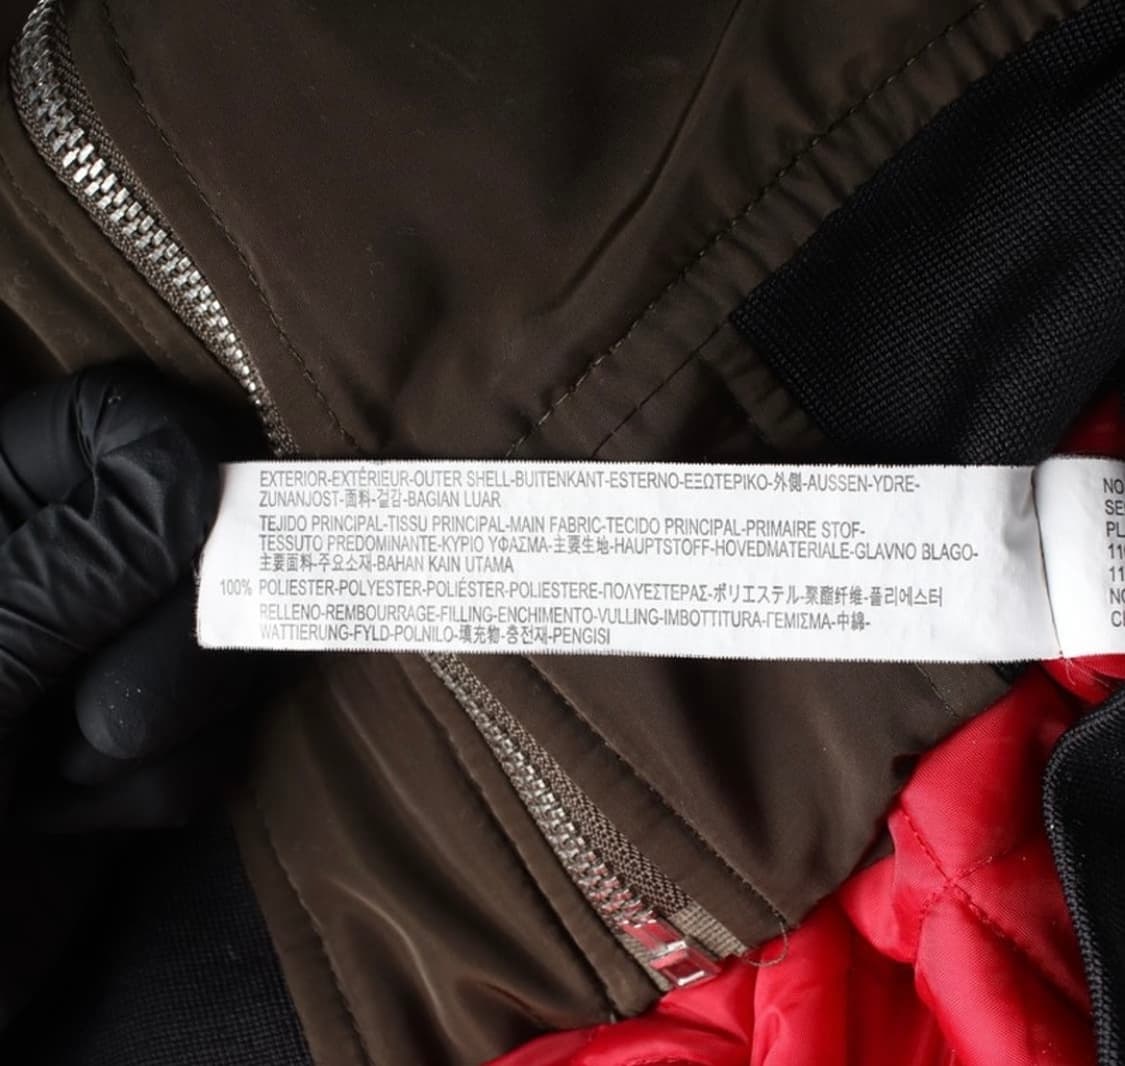 EXTERIOR-EXTÉRIEUR-OUTER SHELL-BUITENKANT-ESTERNO-ΕΞΩΤΕΡΙΚΟ-外側-AUSSEN-YDRE-
ZUNANJOST-面料-겉감-BAGIAN LUAR
TEJIDO PRINCIPAL-TISSU PRINCIPAL-MAIN FABRIC-TECIDO PRINCIPAL-PRIMAIRE STOF-
TESSUTO PREDOMINANTE-ΚΥΡΙΟ ΥΦΑΣΜΑ-主要生地-HAUPTSTOFF-HOVEDMATERIALE-GLAVNO BLAGO-
主要面料-주요소재-BAHAN KAIN UTAMA
100% POLIESTER-POLYESTER-POLIÉSTER-POLIESTERE-ΠΟΛΥΕΣΤΕΡΑΣ-ポリエステル-聚酯纤维-폴리에스터
RELLENO-REMBOURRAGE-FILLING-ENCHIMENTO-VULLING-IMBOTTITURA-ΓΕΜΙΣΜΑ-中綿-
WATTIERUNG-FYLD-POLNILO-填充物-충전재-PENGISI
NO